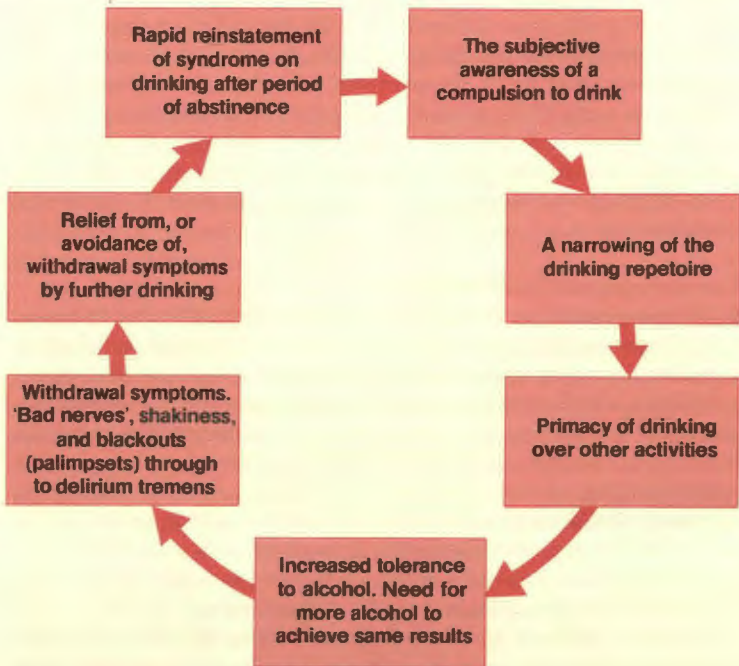 Rapid reinstatement
of syndrome on
drinking after period
of abstinence
The subjective
awareness of a
compulsion to drink
A narrowing of the
drinking repetoire
Primacy of drinking
over other activities
Increased tolerance
to alcohol. Need for
more alcohol to
achieve same results
Withdrawal symptoms.
'Bad nerves', shakiness,
and blackouts
(palimpsets) through
to delirium tremens
Relief from, or
avoidance of,
withdrawal symptoms
by further drinking